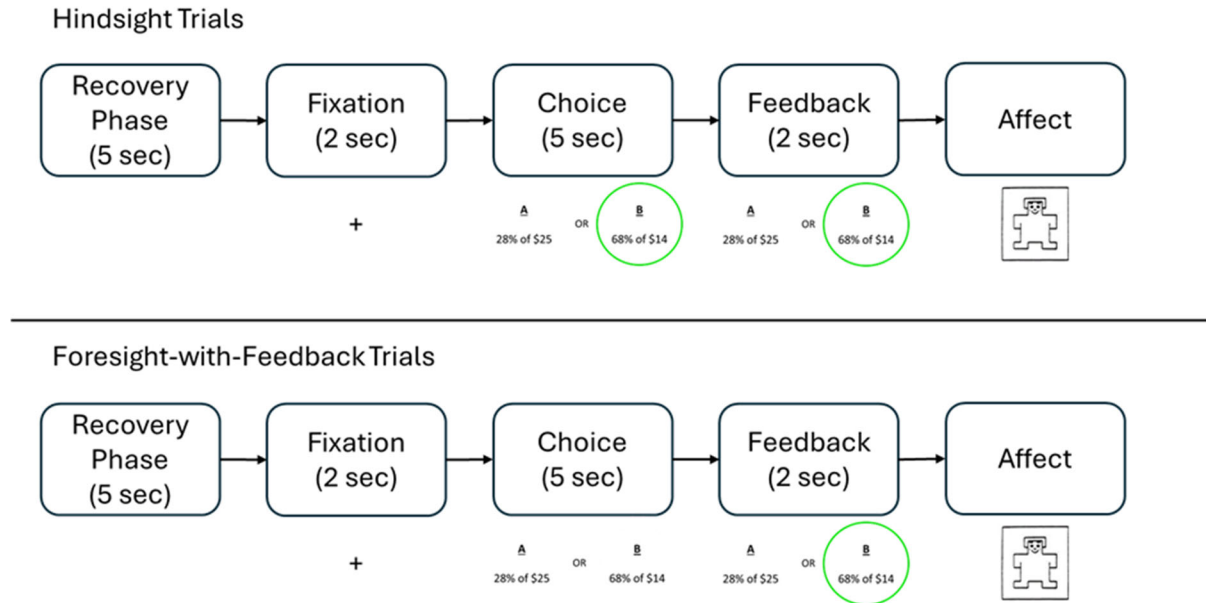 Hindsight Trials
Recovery
Phase
(5 sec)
Fixation
(2 sec)
Choice
(5 sec)
Feedback
(2 sec)
Affect
+
A
OR
B
28% of $25
68% of $14
A
OR
B
28% of $25
68% of $14
Foresight-with-Feedback Trials
Recovery
Phase
(5 sec)
Fixation
(2 sec)
Choice
(5 sec)
Feedback
(2 sec)
Affect
+
A
OR
B
28% of $25
68% of $14
A
OR
B
28% of $25
68% of $14